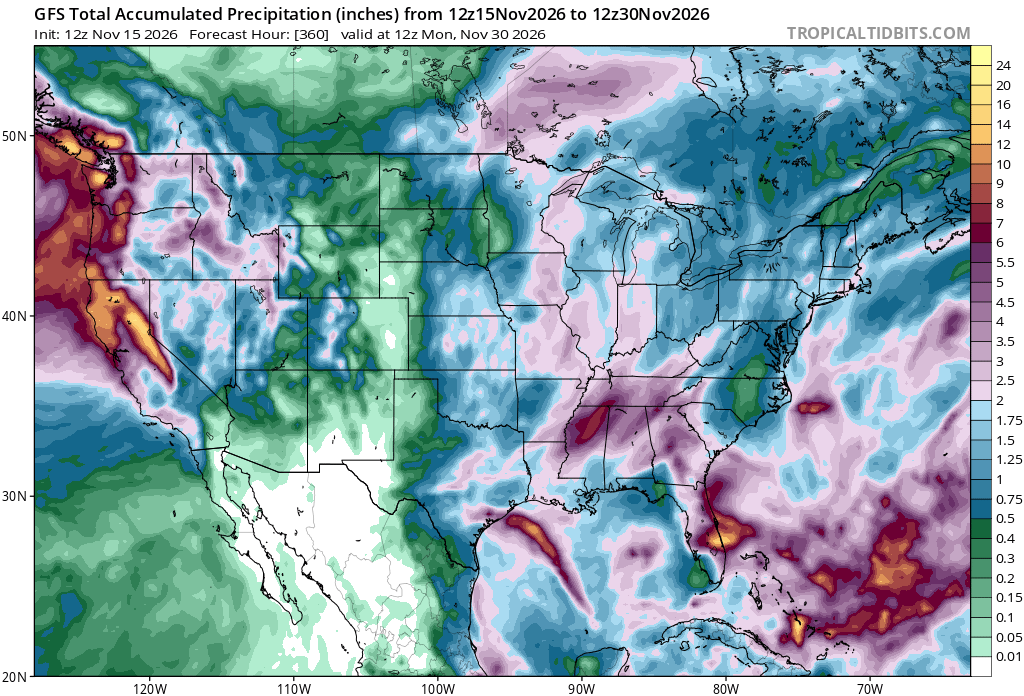 GFS Total Accumulated Precipitation (inches) from 12z15Nov2026 to 12z30Nov2026
Init: 12z Nov 15 2026 Forecast Hour: [360] valid at 12z Mon, Nov 30 2026
TROPICALTIDBITS.COM
24
20
16
14
12
10
9
8
7
6
5.5
5
4.5
4
3.5
3
2.5
2
1.75
1.5
1.25
1
0.75
0.5
0.4
0.3
0.2
0.15
0.1
0.1
0.05
0.01
50N
40N
30N
20N
120W
110W
100W
90W
80W
70W